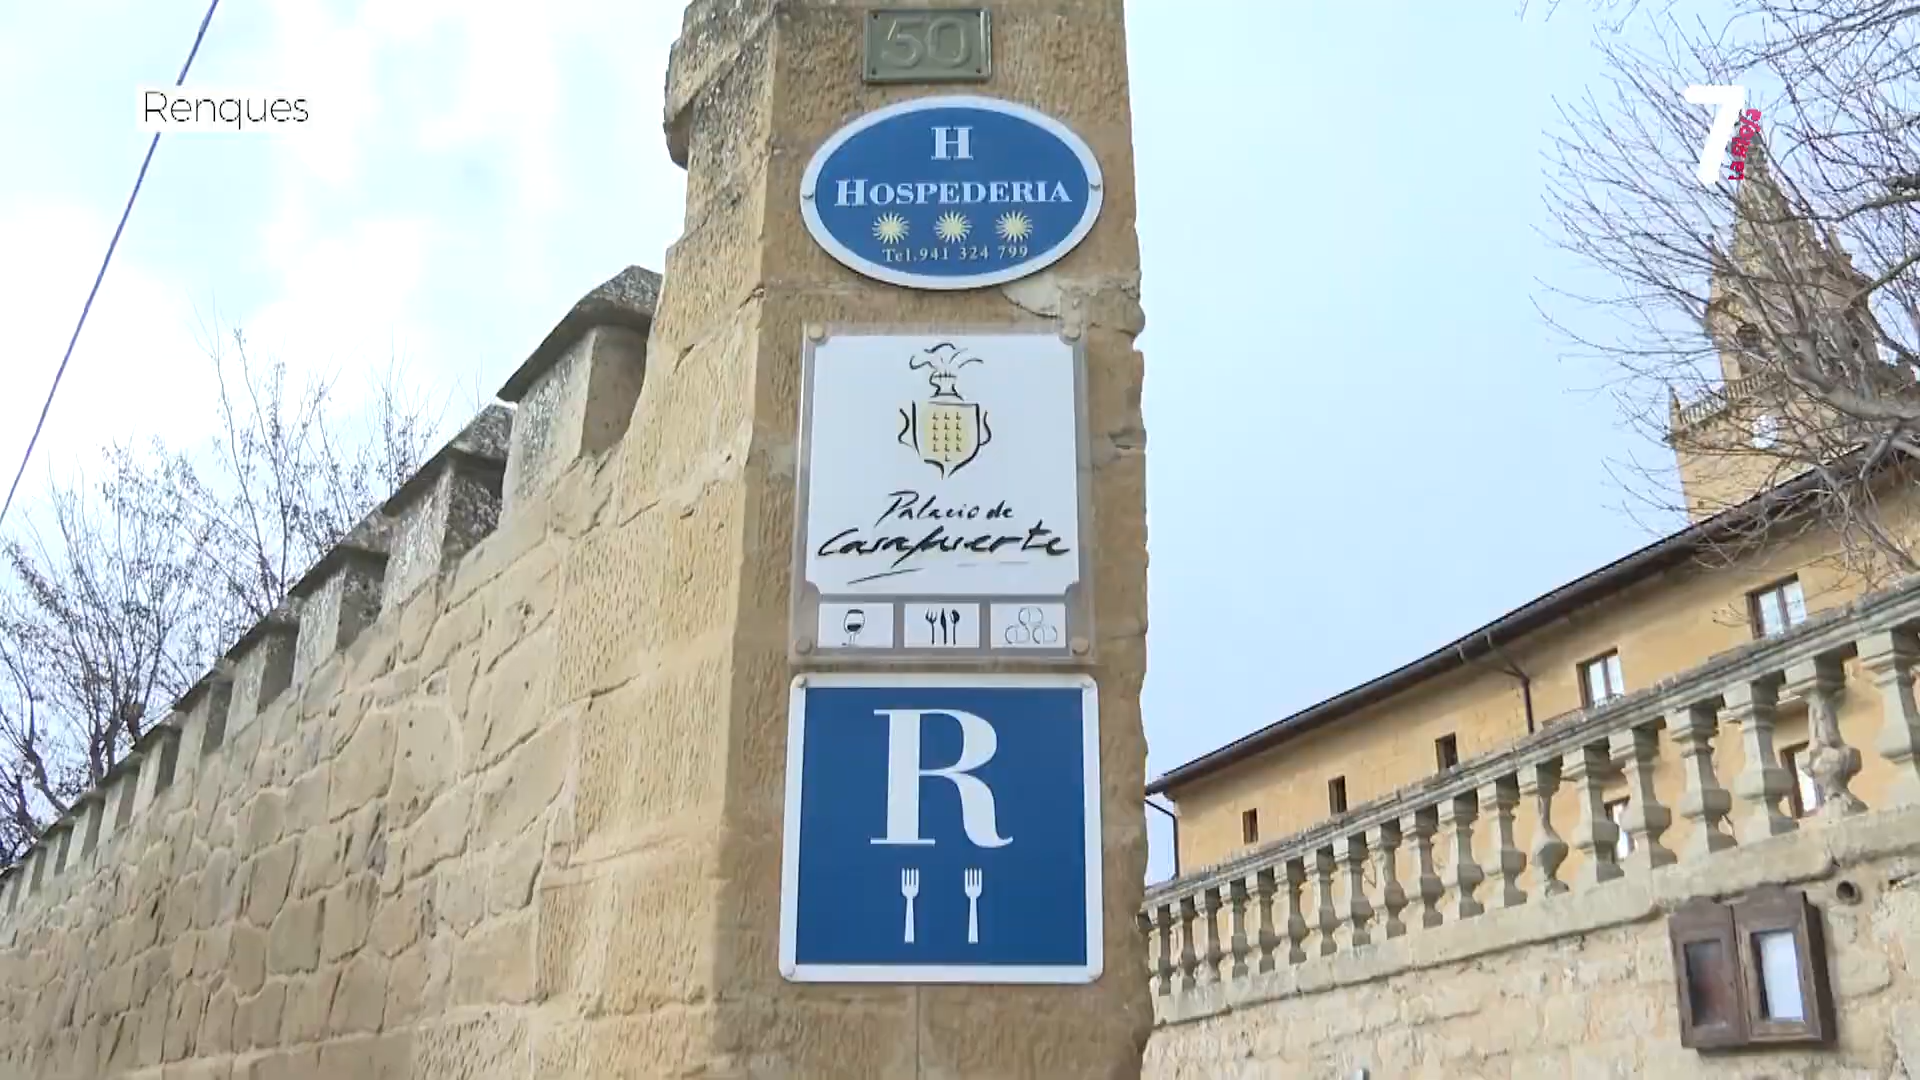 Renques
50
7
La Rioja
H
HOSPEDERIA
Tel.941 324 799
Palacio de
Casafuerte
R